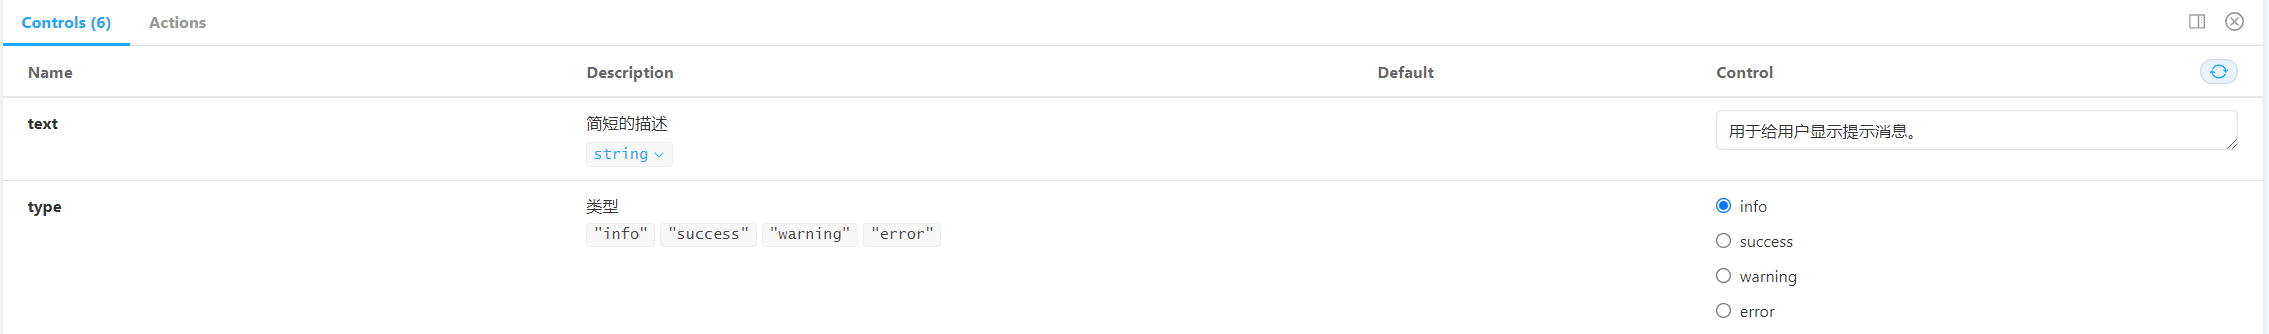 Controls (6) Actions
Name Description Default Control
text 简短的描述 用于给用户显示提示消息。
string
type 类型 info
"info" "success" "warning" "error"
success
warning
error